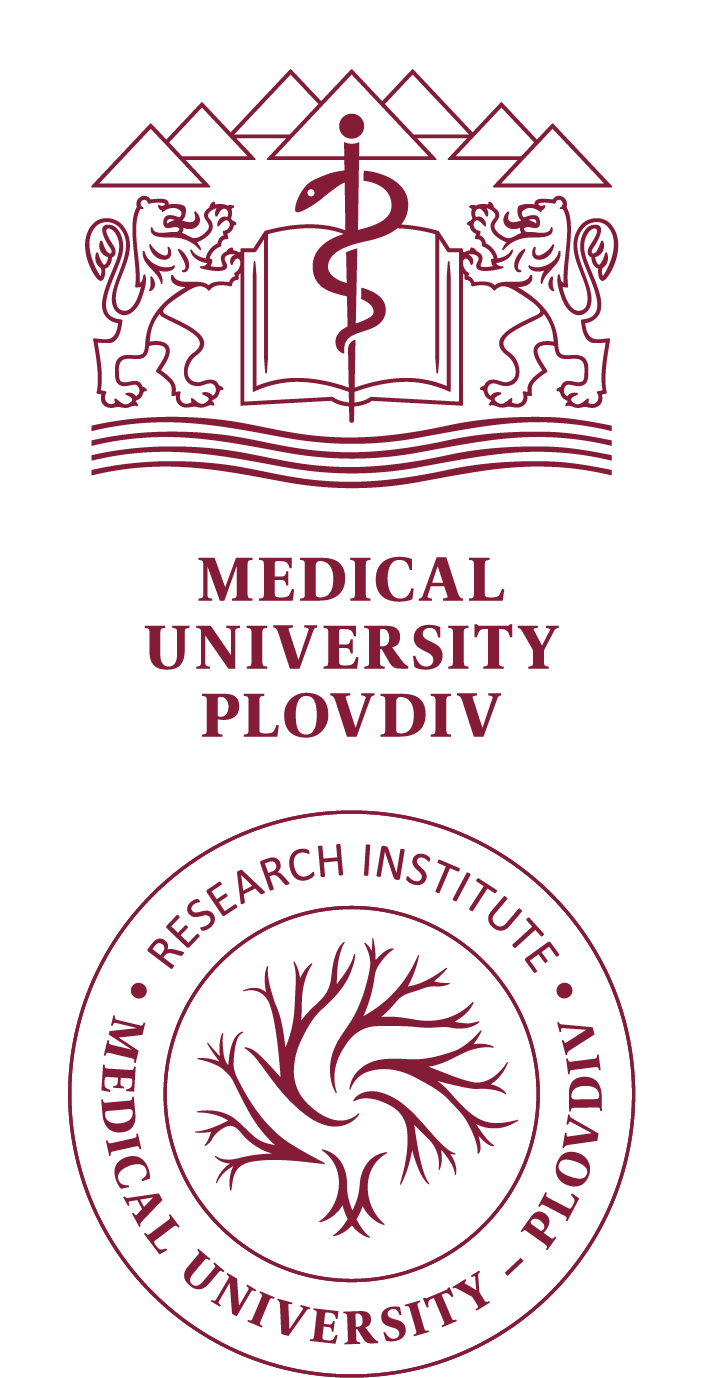 MEDICAL
UNIVERSITY
PLOVDIV
• RESEARCH INSTITUTE •
MEDICAL UNIVERSITY – PLOVDIV